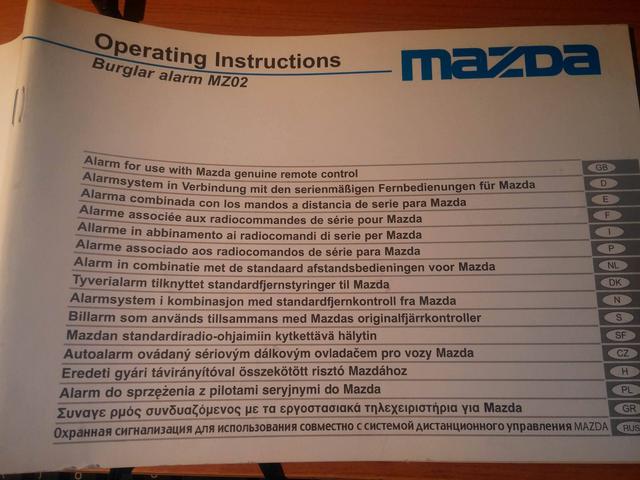 Operating Instructions
Burglar alarm MZ02
mazda
Alarm for use with Mazda genuine remote control GB
Alarmsystem in Verbindung mit den serienmäßigen Fernbedienungen für Mazda D
Alarma combinada con los mandos a distancia de serie para Mazda E
Alarme associée aux radiocommandes de série pour Mazda F
Allarme in abbinamento ai radiocomandi di serie per Mazda I
Alarme associado aos radiocomandos de série para Mazda P
Alarm in combinatie met de standaard afstandsbedieningen voor Mazda NL
Tyverialarm tilknyttet standardfjernstyringer til Mazda DK
Alarmsystem i kombinasjon med standardfjernkontroll fra Mazda N
Billarm som används tillsammans med Mazdas originalfjärrkontroller S
Mazdan standardiradio-ohjaimiin kytkettävä hälytin SF
Autoalarm ovádaný sériovým dálkovým ovladačem pro vozy Mazda CZ
Eredeti gyári távirányítóval összekötött risztó Mazdához H
Alarm do sprzężenia z pilotami seryjnymi do Mazda PL
Συναγε ρμός συνδυαζόμενος με τα εργοστασιακά τηλεχειριστήρια για Mazda GR
Охранная сигнализация для использования совместно с системой дистанционного управления MAZDA RUS